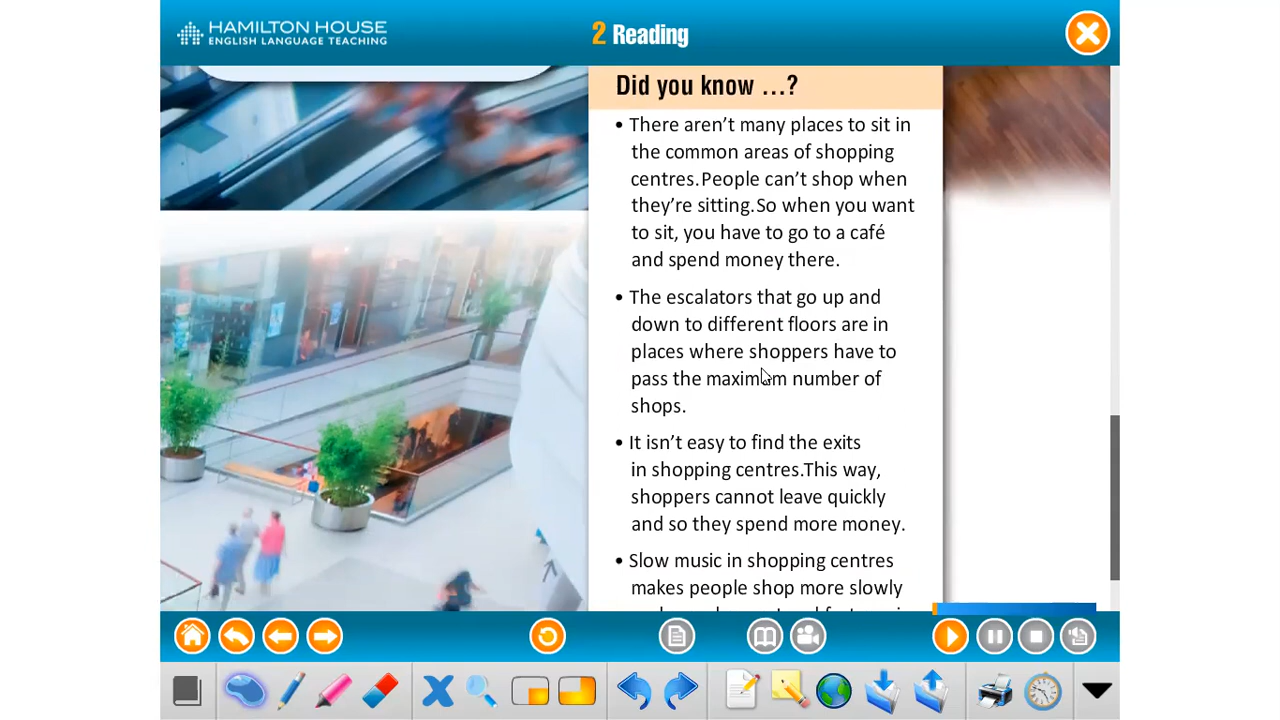 HAMILTON HOUSE
ENGLISH LANGUAGE TEACHING
2 Reading
Did you know ...?
• There aren't many places to sit in
the common areas of shopping
centres. People can't shop when
they're sitting. So when you want
to sit, you have to go to a café
and spend money there.
• The escalators that go up and
down to different floors are in
places where shoppers have to
pass the maximum number of
shops.
• It isn't easy to find the exits
in shopping centres. This way,
shoppers cannot leave quickly
and so they spend more money.
• Slow music in shopping centres
makes people shop more slowly